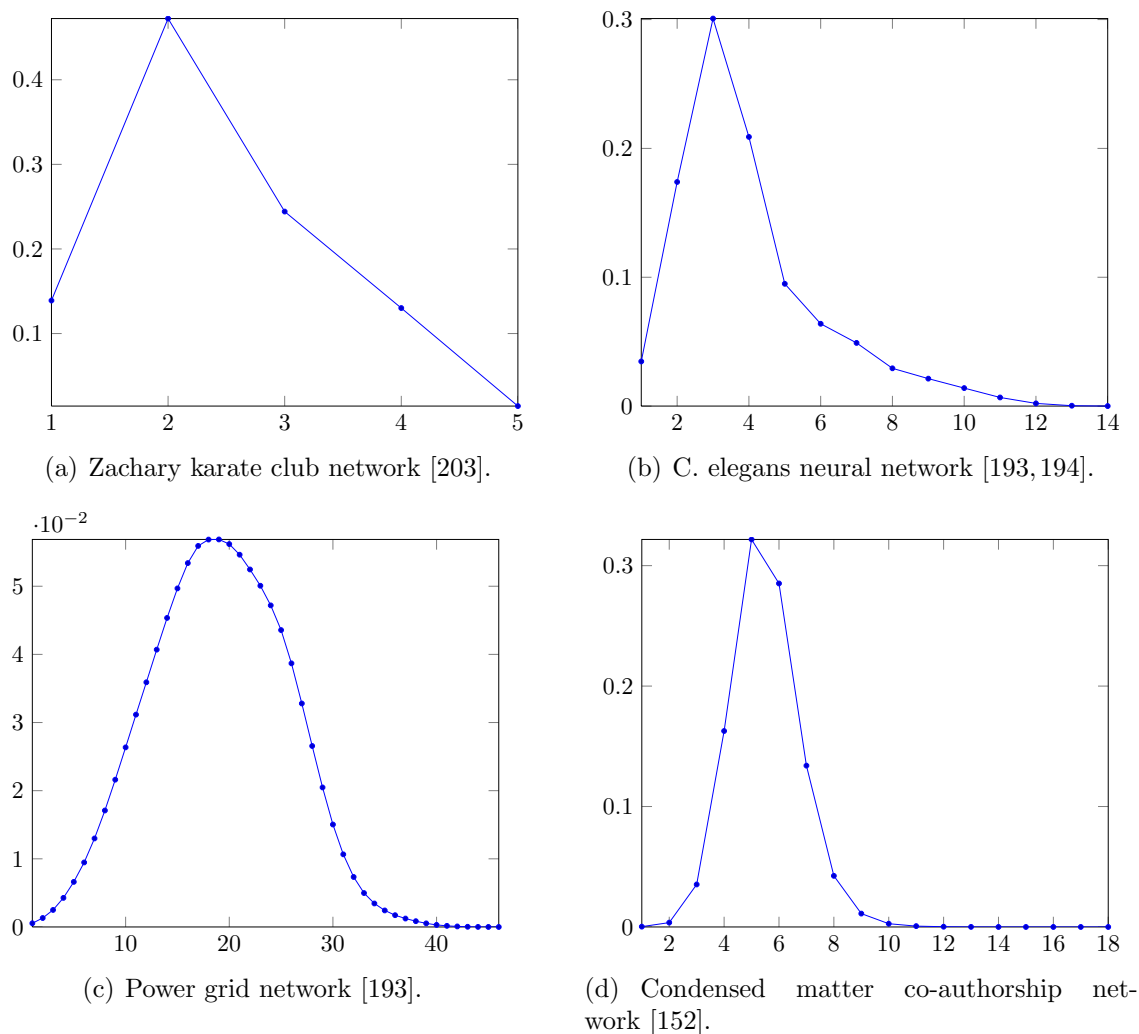 0.4
0.3
0.2
0.1
1 2 3 4 5
(a) Zachary karate club network [203].
0.3
0.2
0.1
0
2 4 6 8 10 12 14
(b) C. elegans neural network [193, 194].
·10−2
5
4
3
2
1
0
10 20 30 40
(c) Power grid network [193].
0.3
0.2
0.1
0
2 4 6 8 10 12 14 16 18
(d) Condensed matter co-authorship net-
work [152].